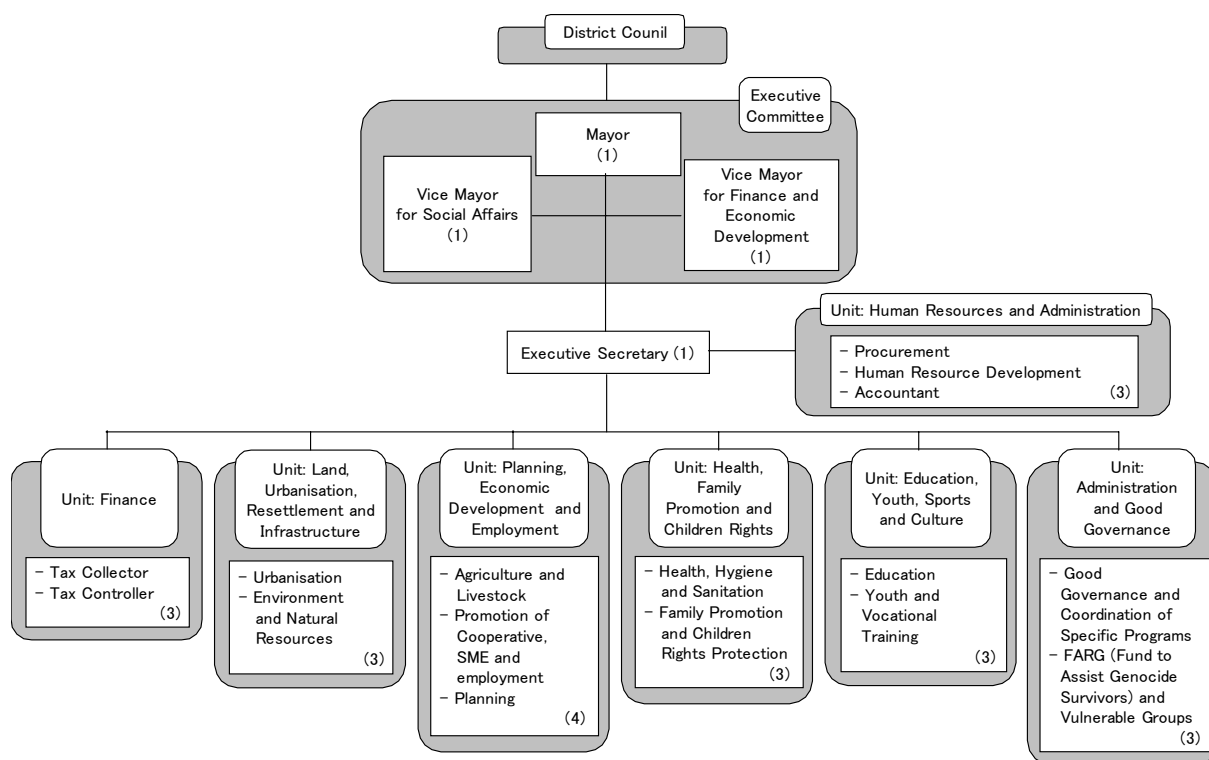 District Counil
Executive
Committee
Mayor
(1)
Vice Mayor
for Social Affairs
(1)
Vice Mayor
for Finance and
Economic
Development
(1)
Unit: Human Resources and Administration
Executive Secretary (1)
- Procurement
- Human Resource Development
- Accountant
(3)
Unit: Finance
- Tax Collector
- Tax Controller
(3)
Unit: Land,
Urbanisation,
Resettlement and
Infrastructure
- Urbanisation
- Environment
and Natural
Resources
(3)
Unit: Planning,
Economic
Development and
Employment
- Agriculture and
Livestock
- Promotion of
Cooperative,
SME and
employment
- Planning
(4)
Unit: Health,
Family
Promotion and
Children Rights
- Health, Hygiene
and Sanitation
- Family Promotion
and Children
Rights Protection
(3)
Unit: Education,
Youth, Sports
and Culture
- Education
- Youth and
Vocational
Training
(3)
Unit:
Administration
and Good
Governance
- Good
Governance and
Coordination of
Specific Programs
- FARG (Fund to
Assist Genocide
Survivors) and
Vulnerable Groups
(3)